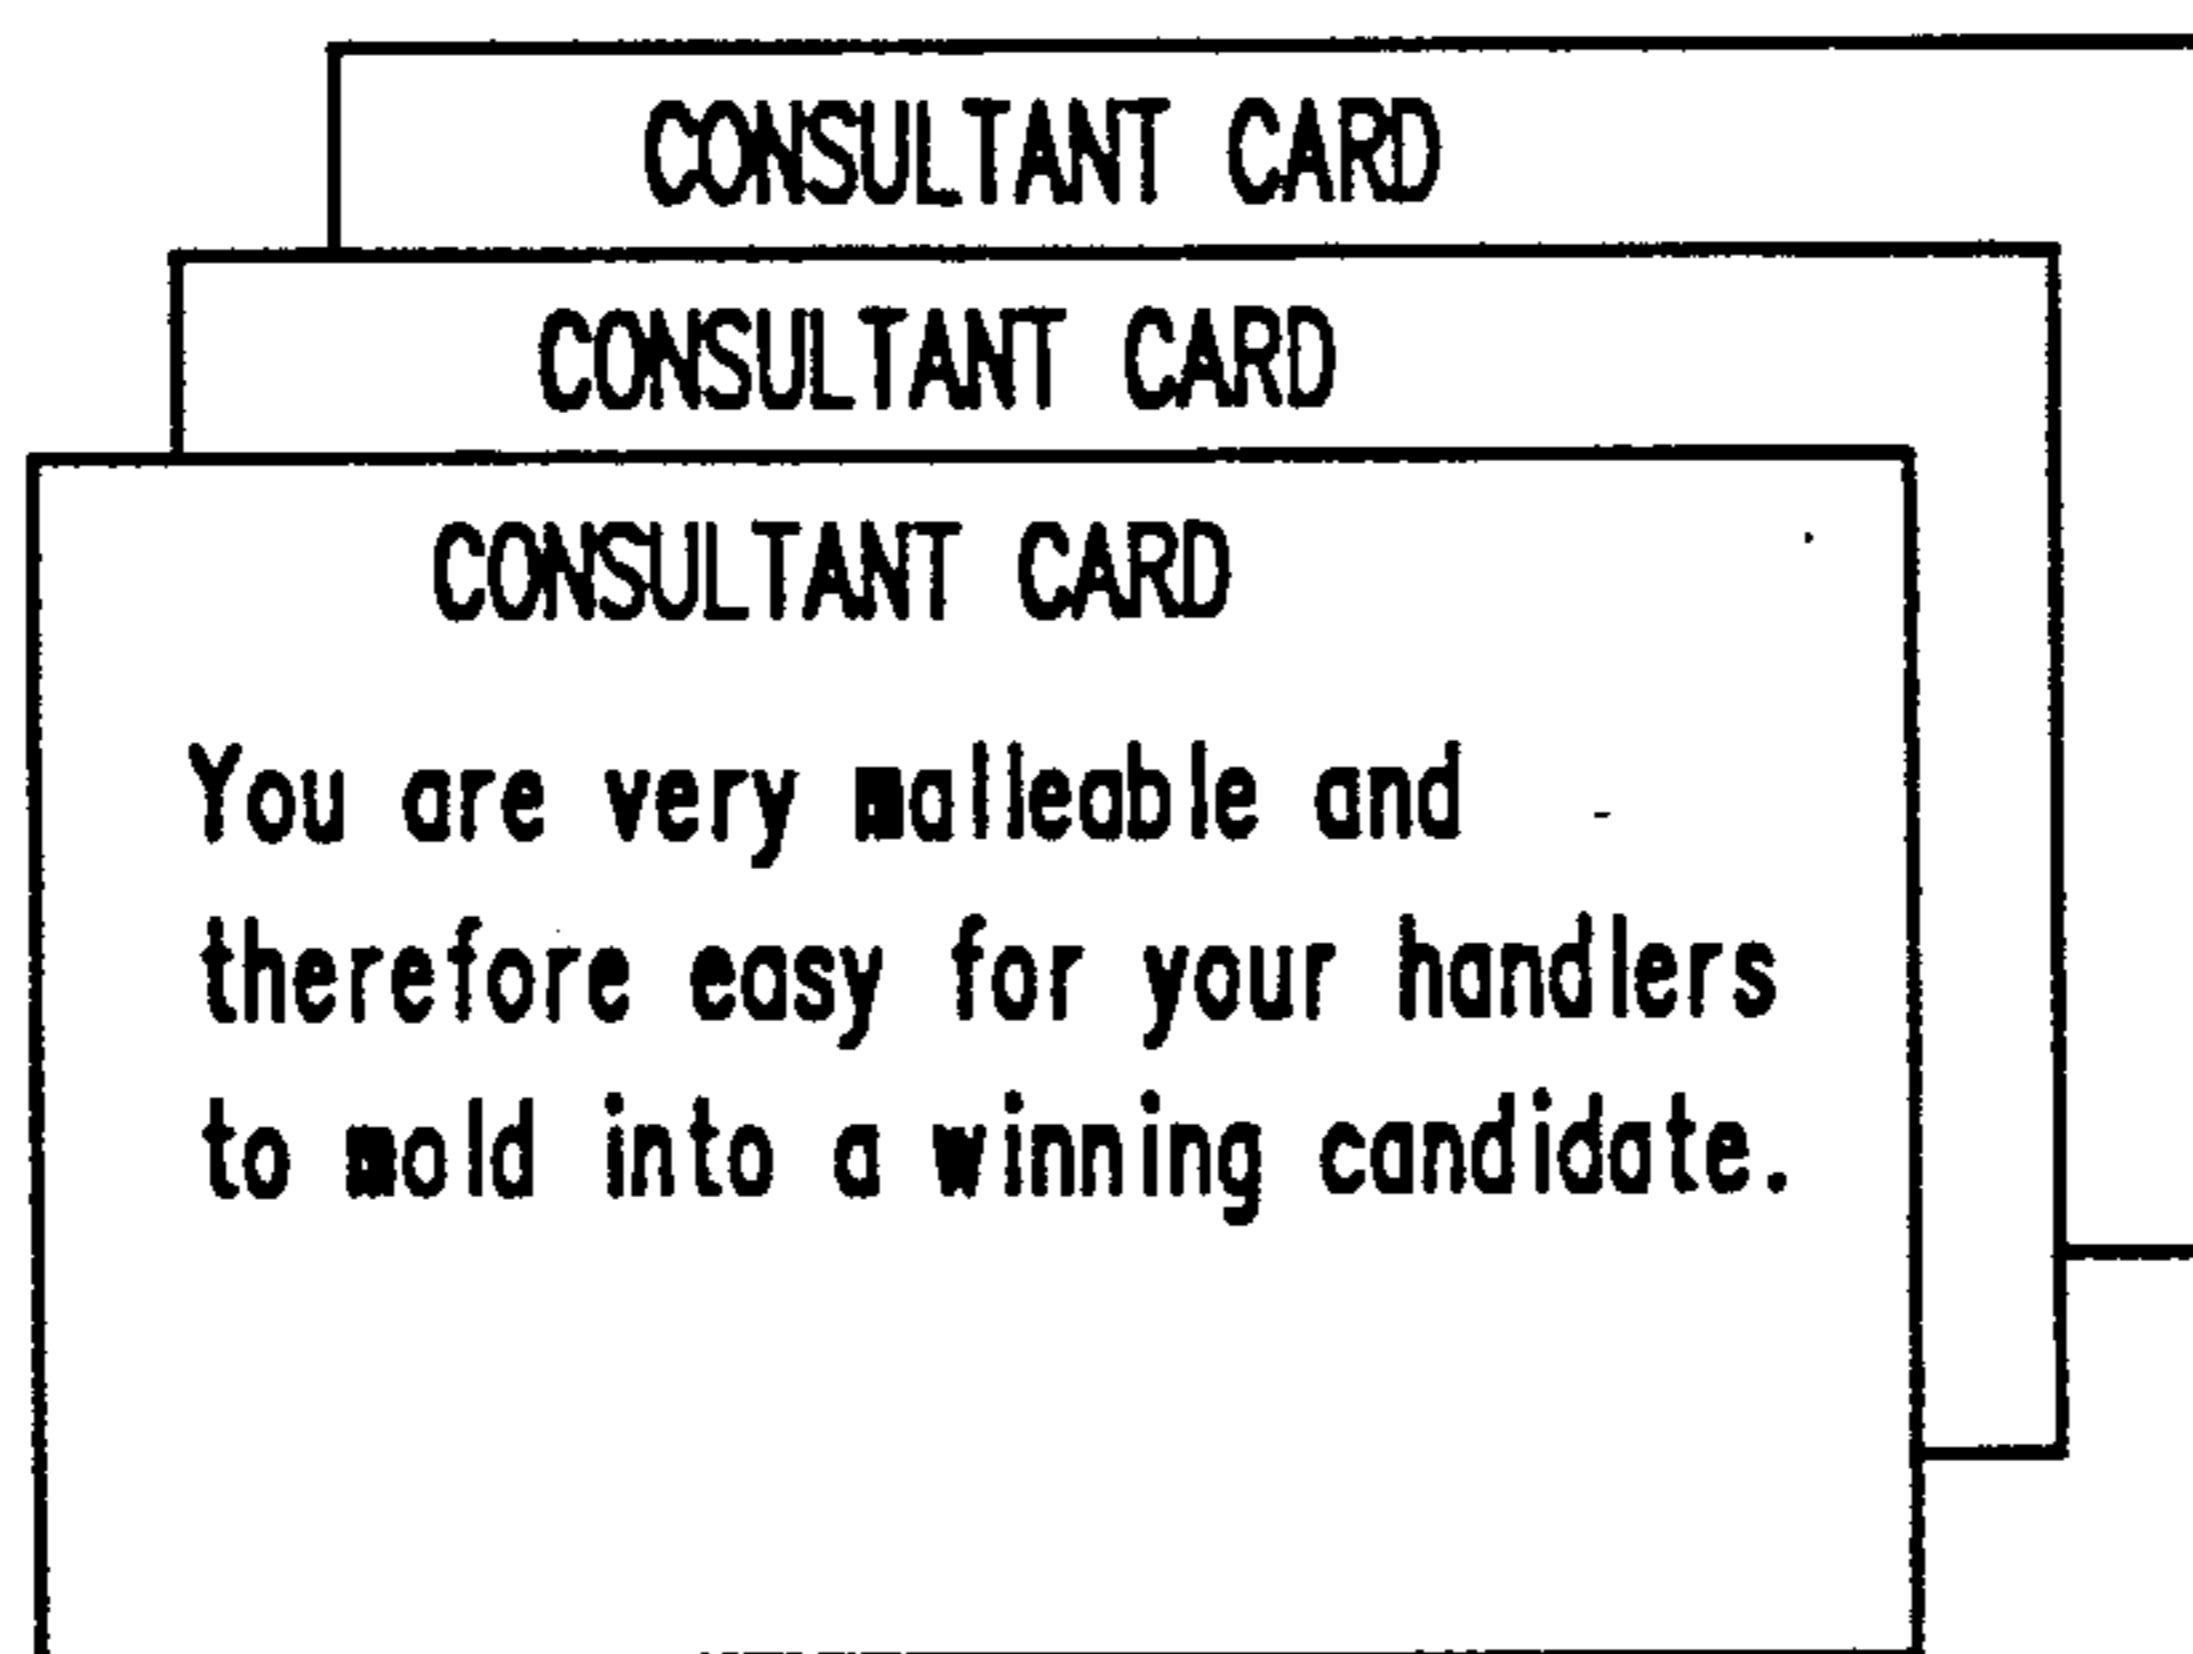 CONSULTANT CARD
CONSULTANT CARD
CONSULTANT CARD
You are very malleable and
therefore easy for your handlers
to mold into a winning candidate.